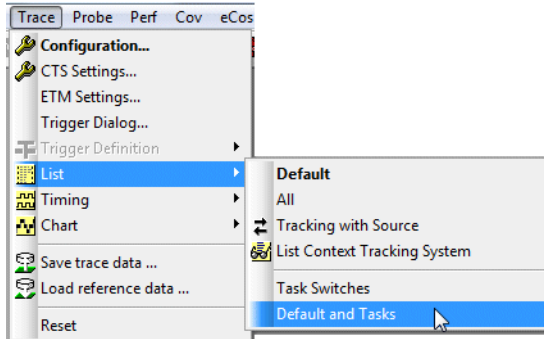 Trace Probe Perf Cov eCos
Configuration...
CTS Settings...
ETM Settings...
Trigger Dialog...
Trigger Definition
List
Timing
Chart
Save trace data ...
Load reference data ...
Reset
Default
All
Tracking with Source
List Context Tracking System
Task Switches
Default and Tasks